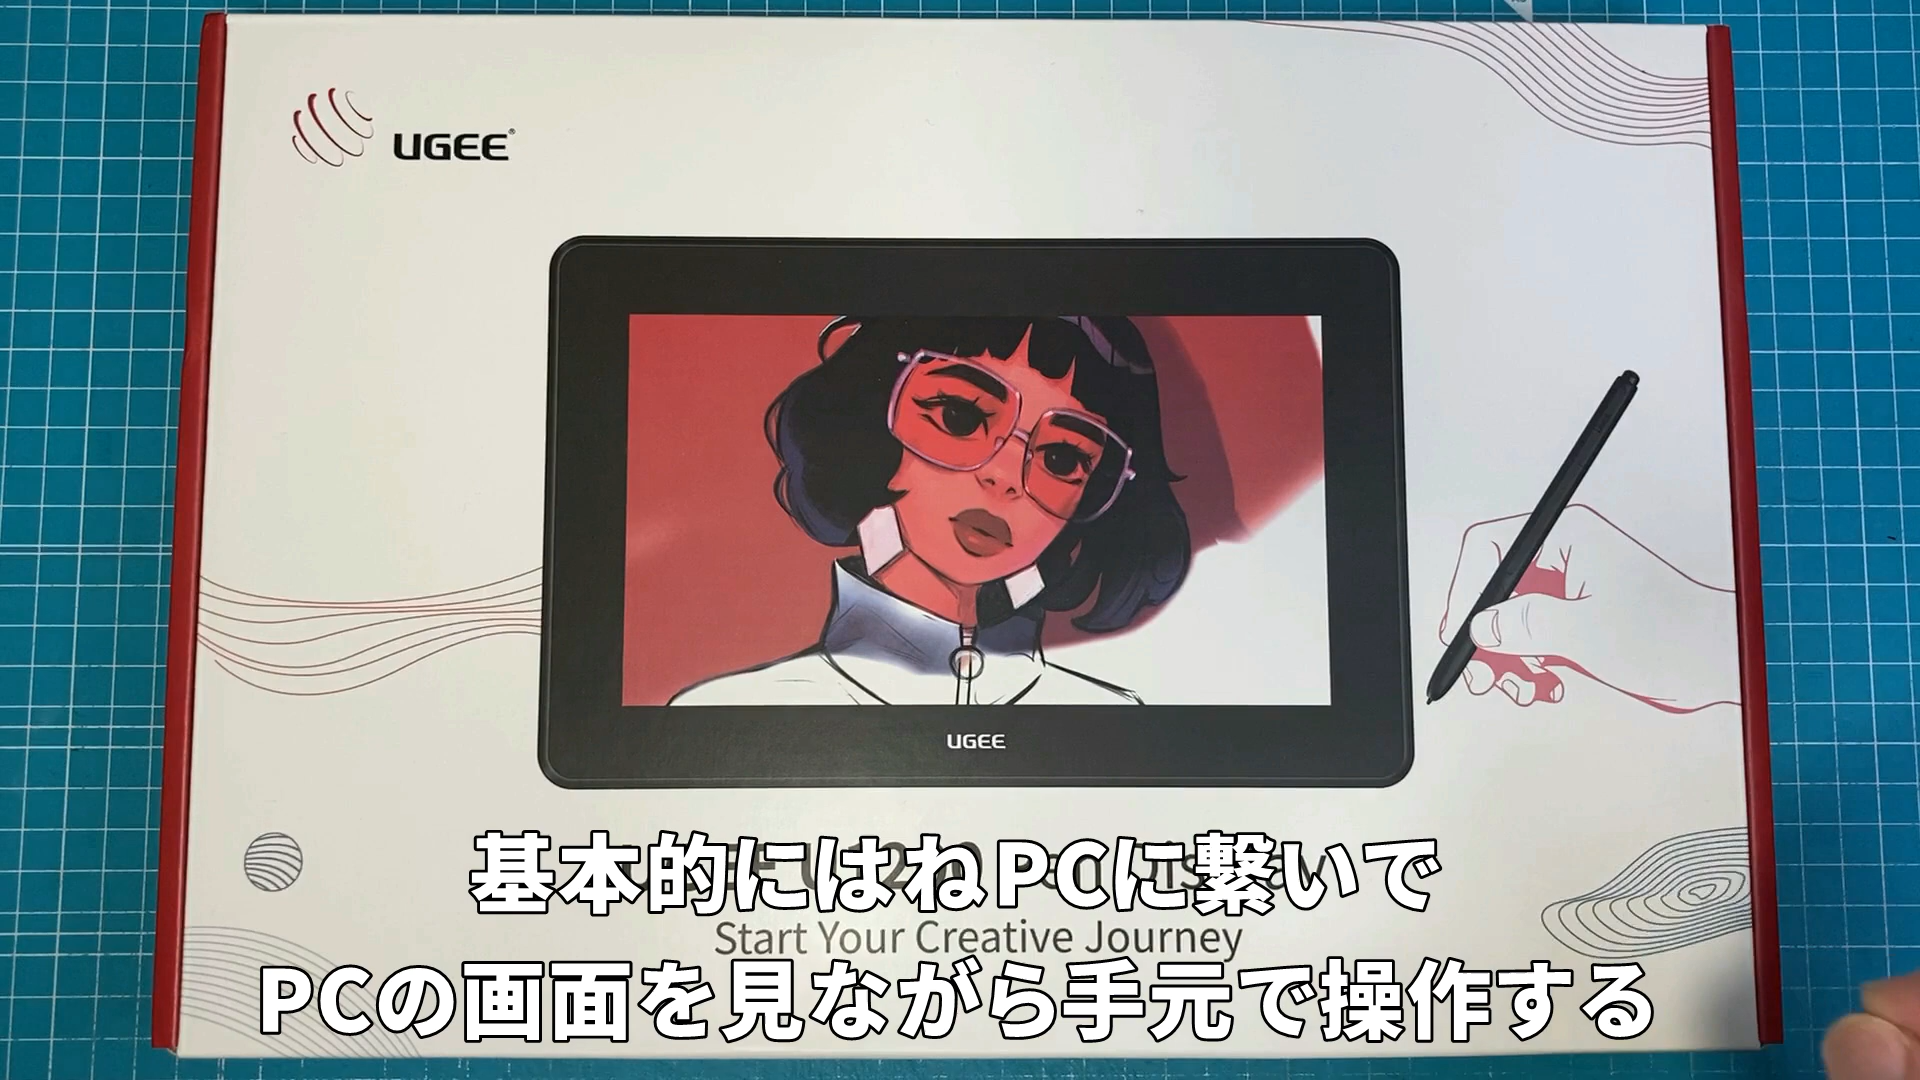 UGEE
UGEE
基本的にはねPCに繋いで
Start Your Creative Journey
PCの画面を見ながら手元で操作する